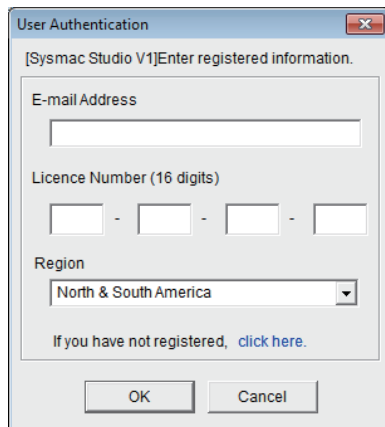 User Authentication
[Sysmac Studio V1]Enter registered information.
E-mail Address
Licence Number (16 digits)
- - -
Region
North & South America
If you have not registered, click here.
OK Cancel